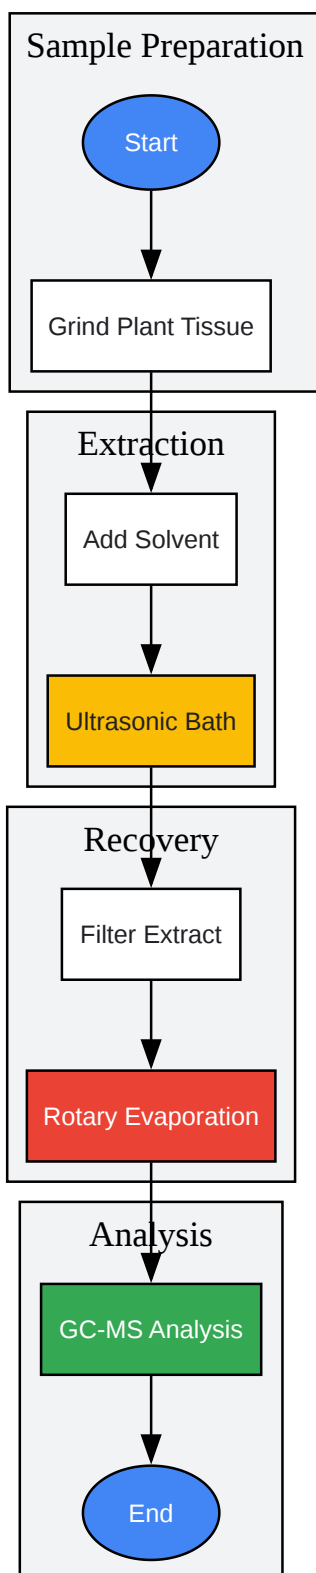 Sample Preparation
Start
Grind Plant Tissue
Extraction
Add Solvent
Ultrasonic Bath
Recovery
Filter Extract
Rotary Evaporation
Analysis
GC-MS Analysis
End